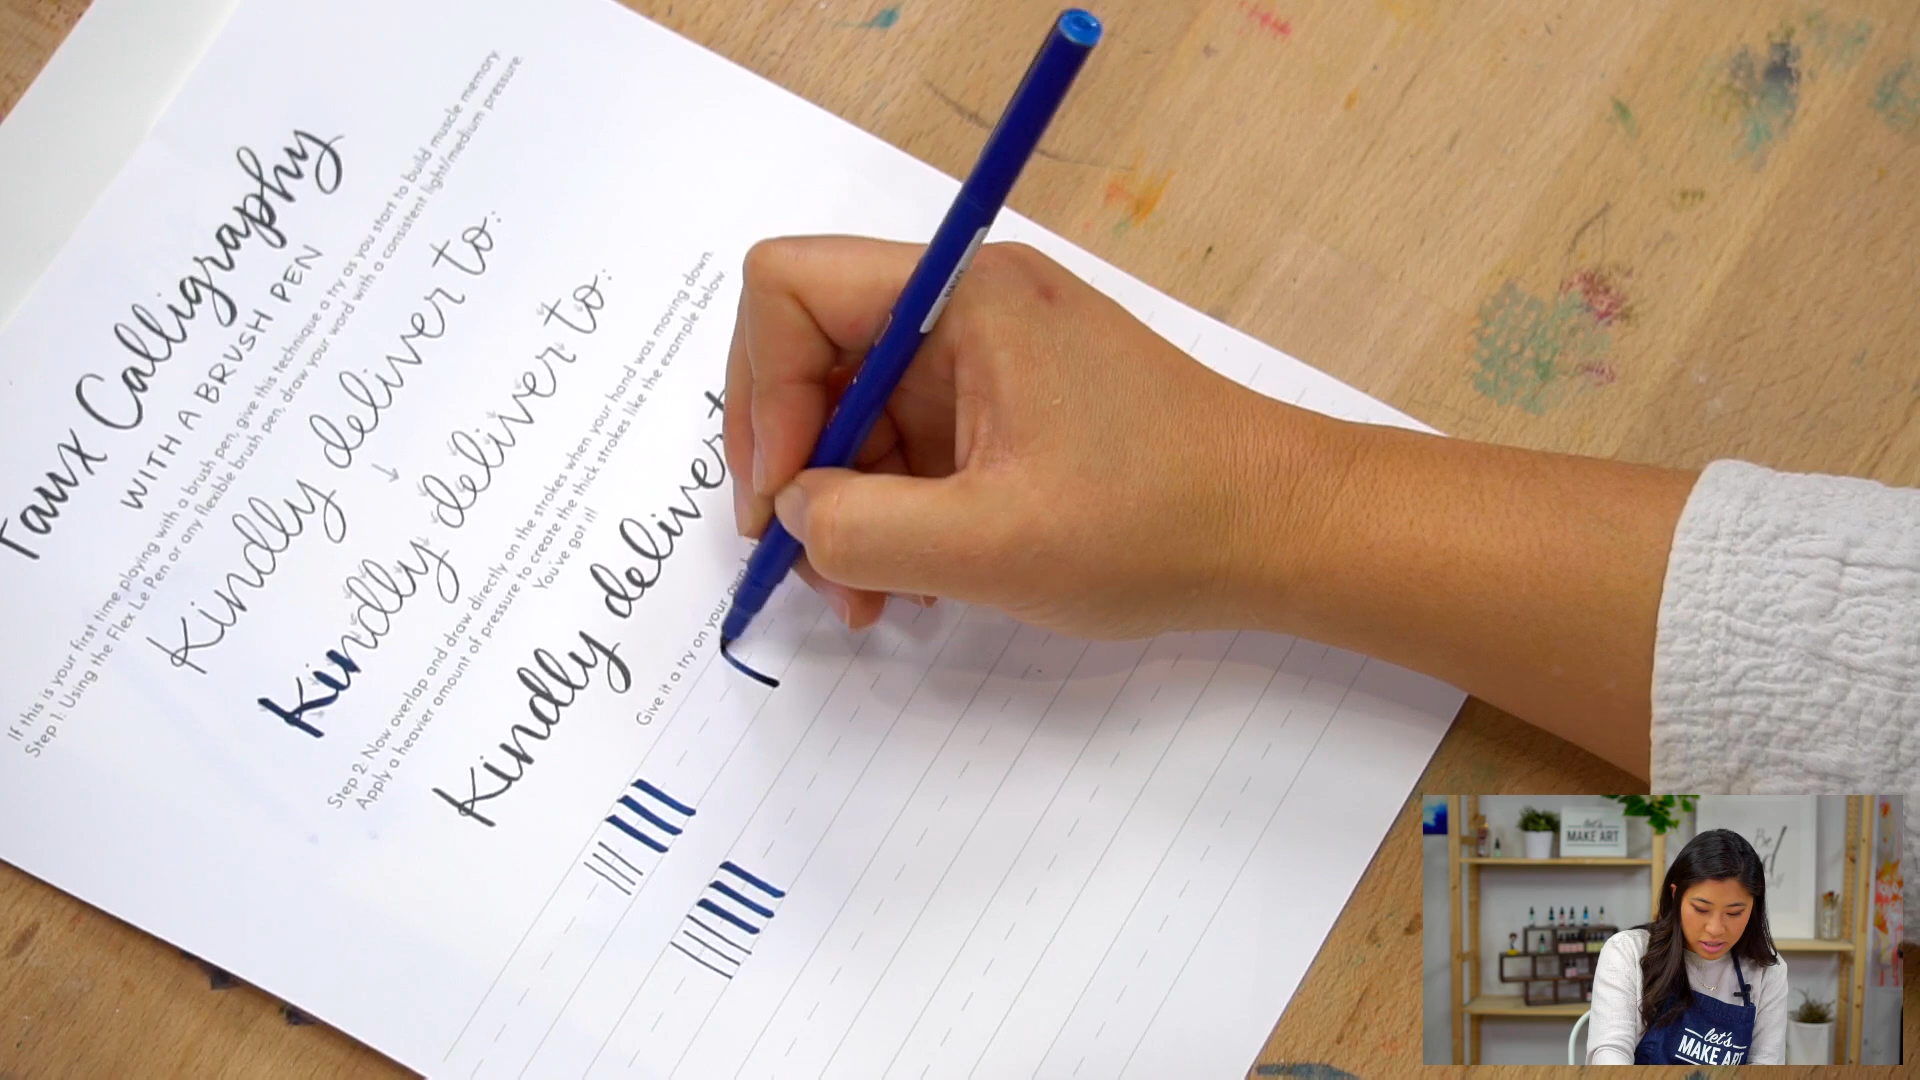 Faux Calligraphy
WITH A BRUSH PEN
If this is your first time playing with a brush pen, give this technique a try as you start to build muscle memory.
Step 1: Using the Flex Le Pen or any flexible brush pen, draw your word with a consistent light/medium pressure.
Kindly deliver to:
Kindly deliver to:
Step 2: Now overlap and draw directly on the strokes when your hand was moving down.
Apply a heavier amount of pressure to create the thick strokes like the example below.
You've got it!
Kindly deliver t
Give it a try on your own
let's
MAKE ART
Be
let's
MAKE ART